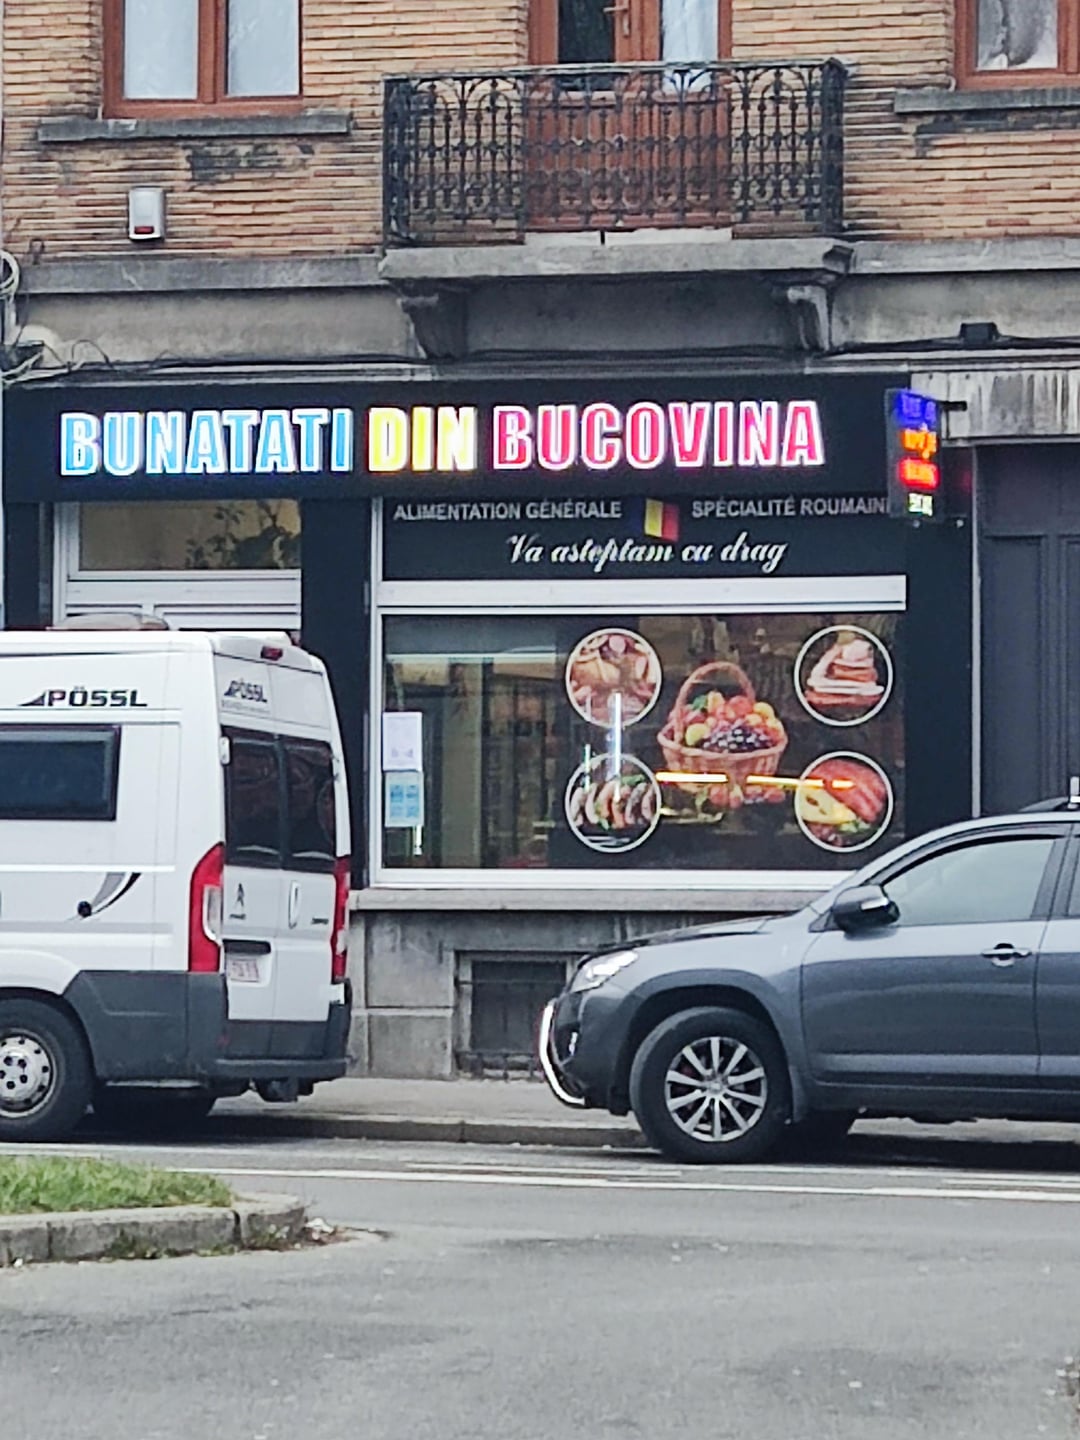 BUNATATI DIN BUCOVINA
ALIMENTATION GÉNÉRALE SPÉCIALITÉ ROUMAINE
Va asteptam cu drag
PÖSSL
PÖSSL